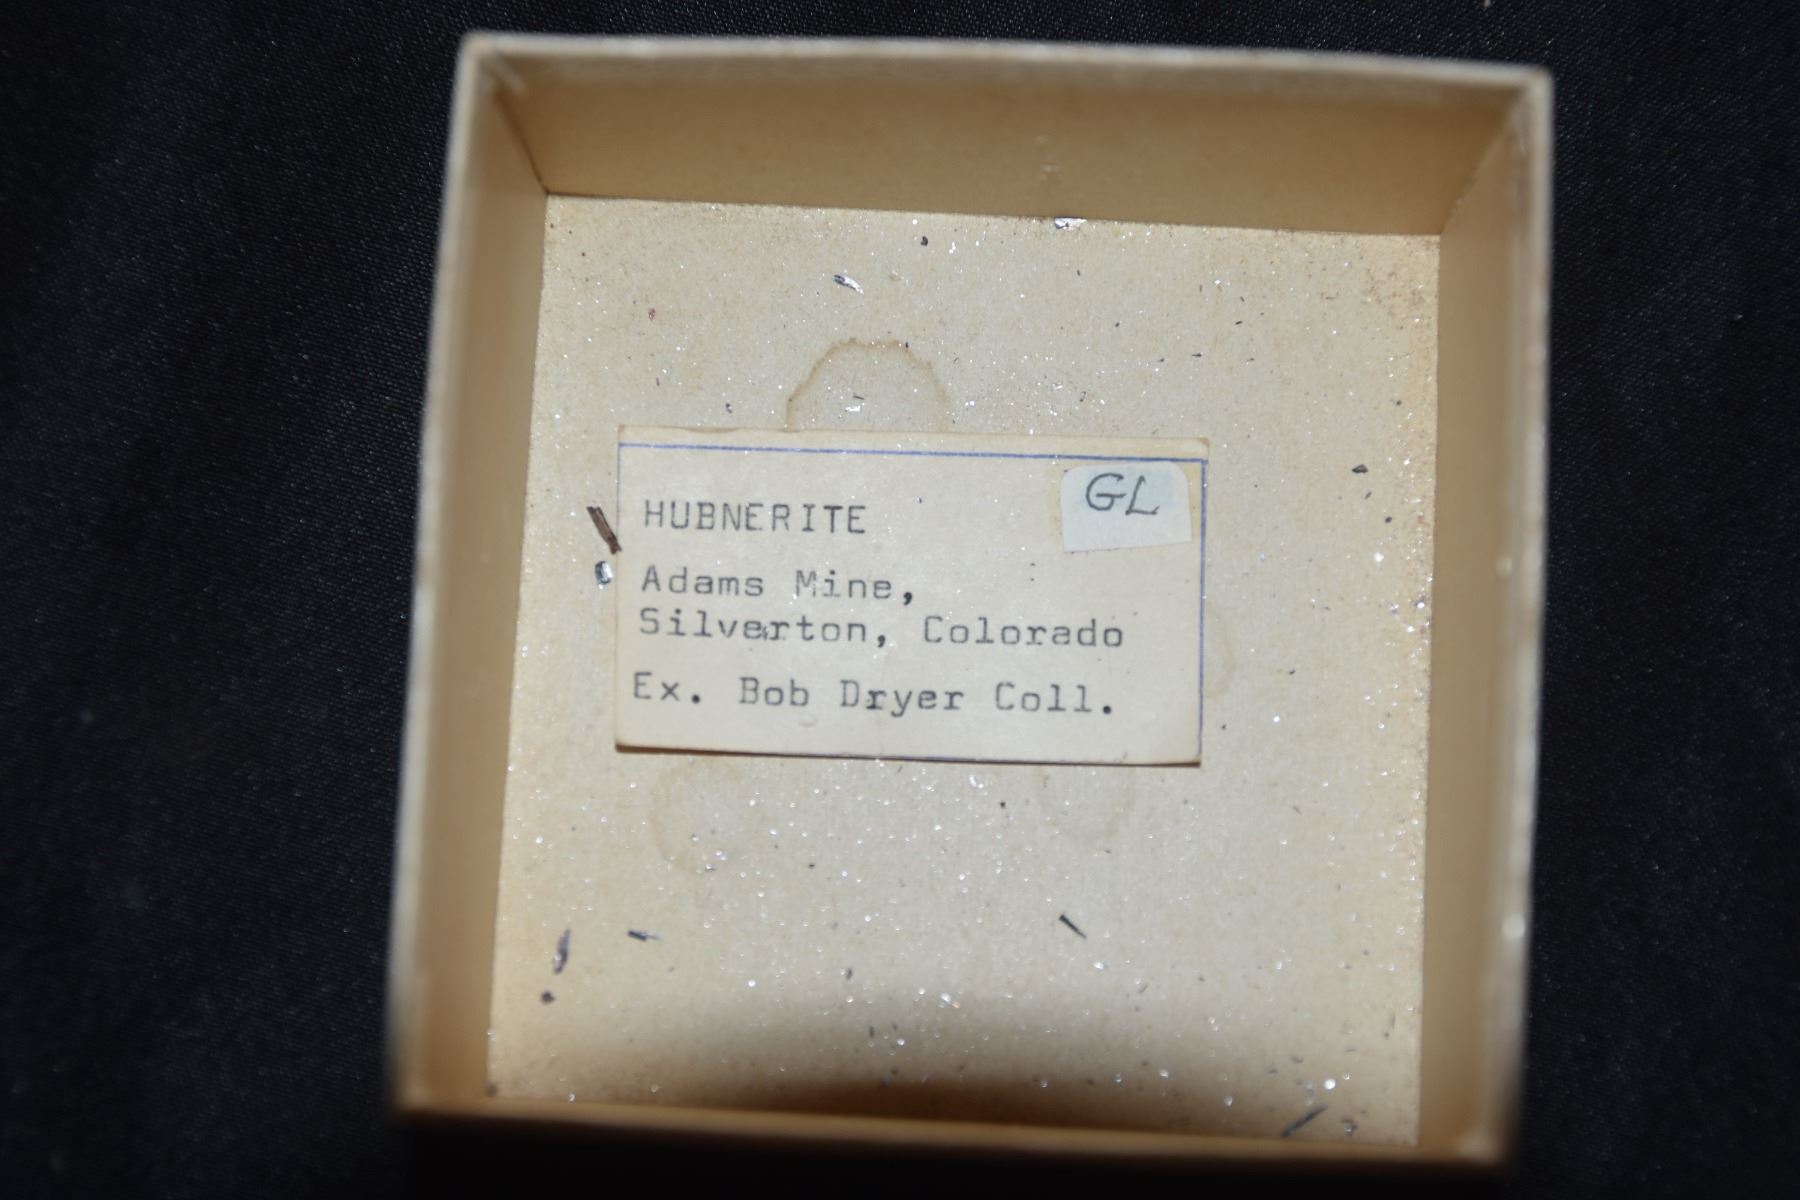 GL
HUBNERITE
Adams Mine,
Silverton, Colorado
Ex. Bob Dryer Coll.